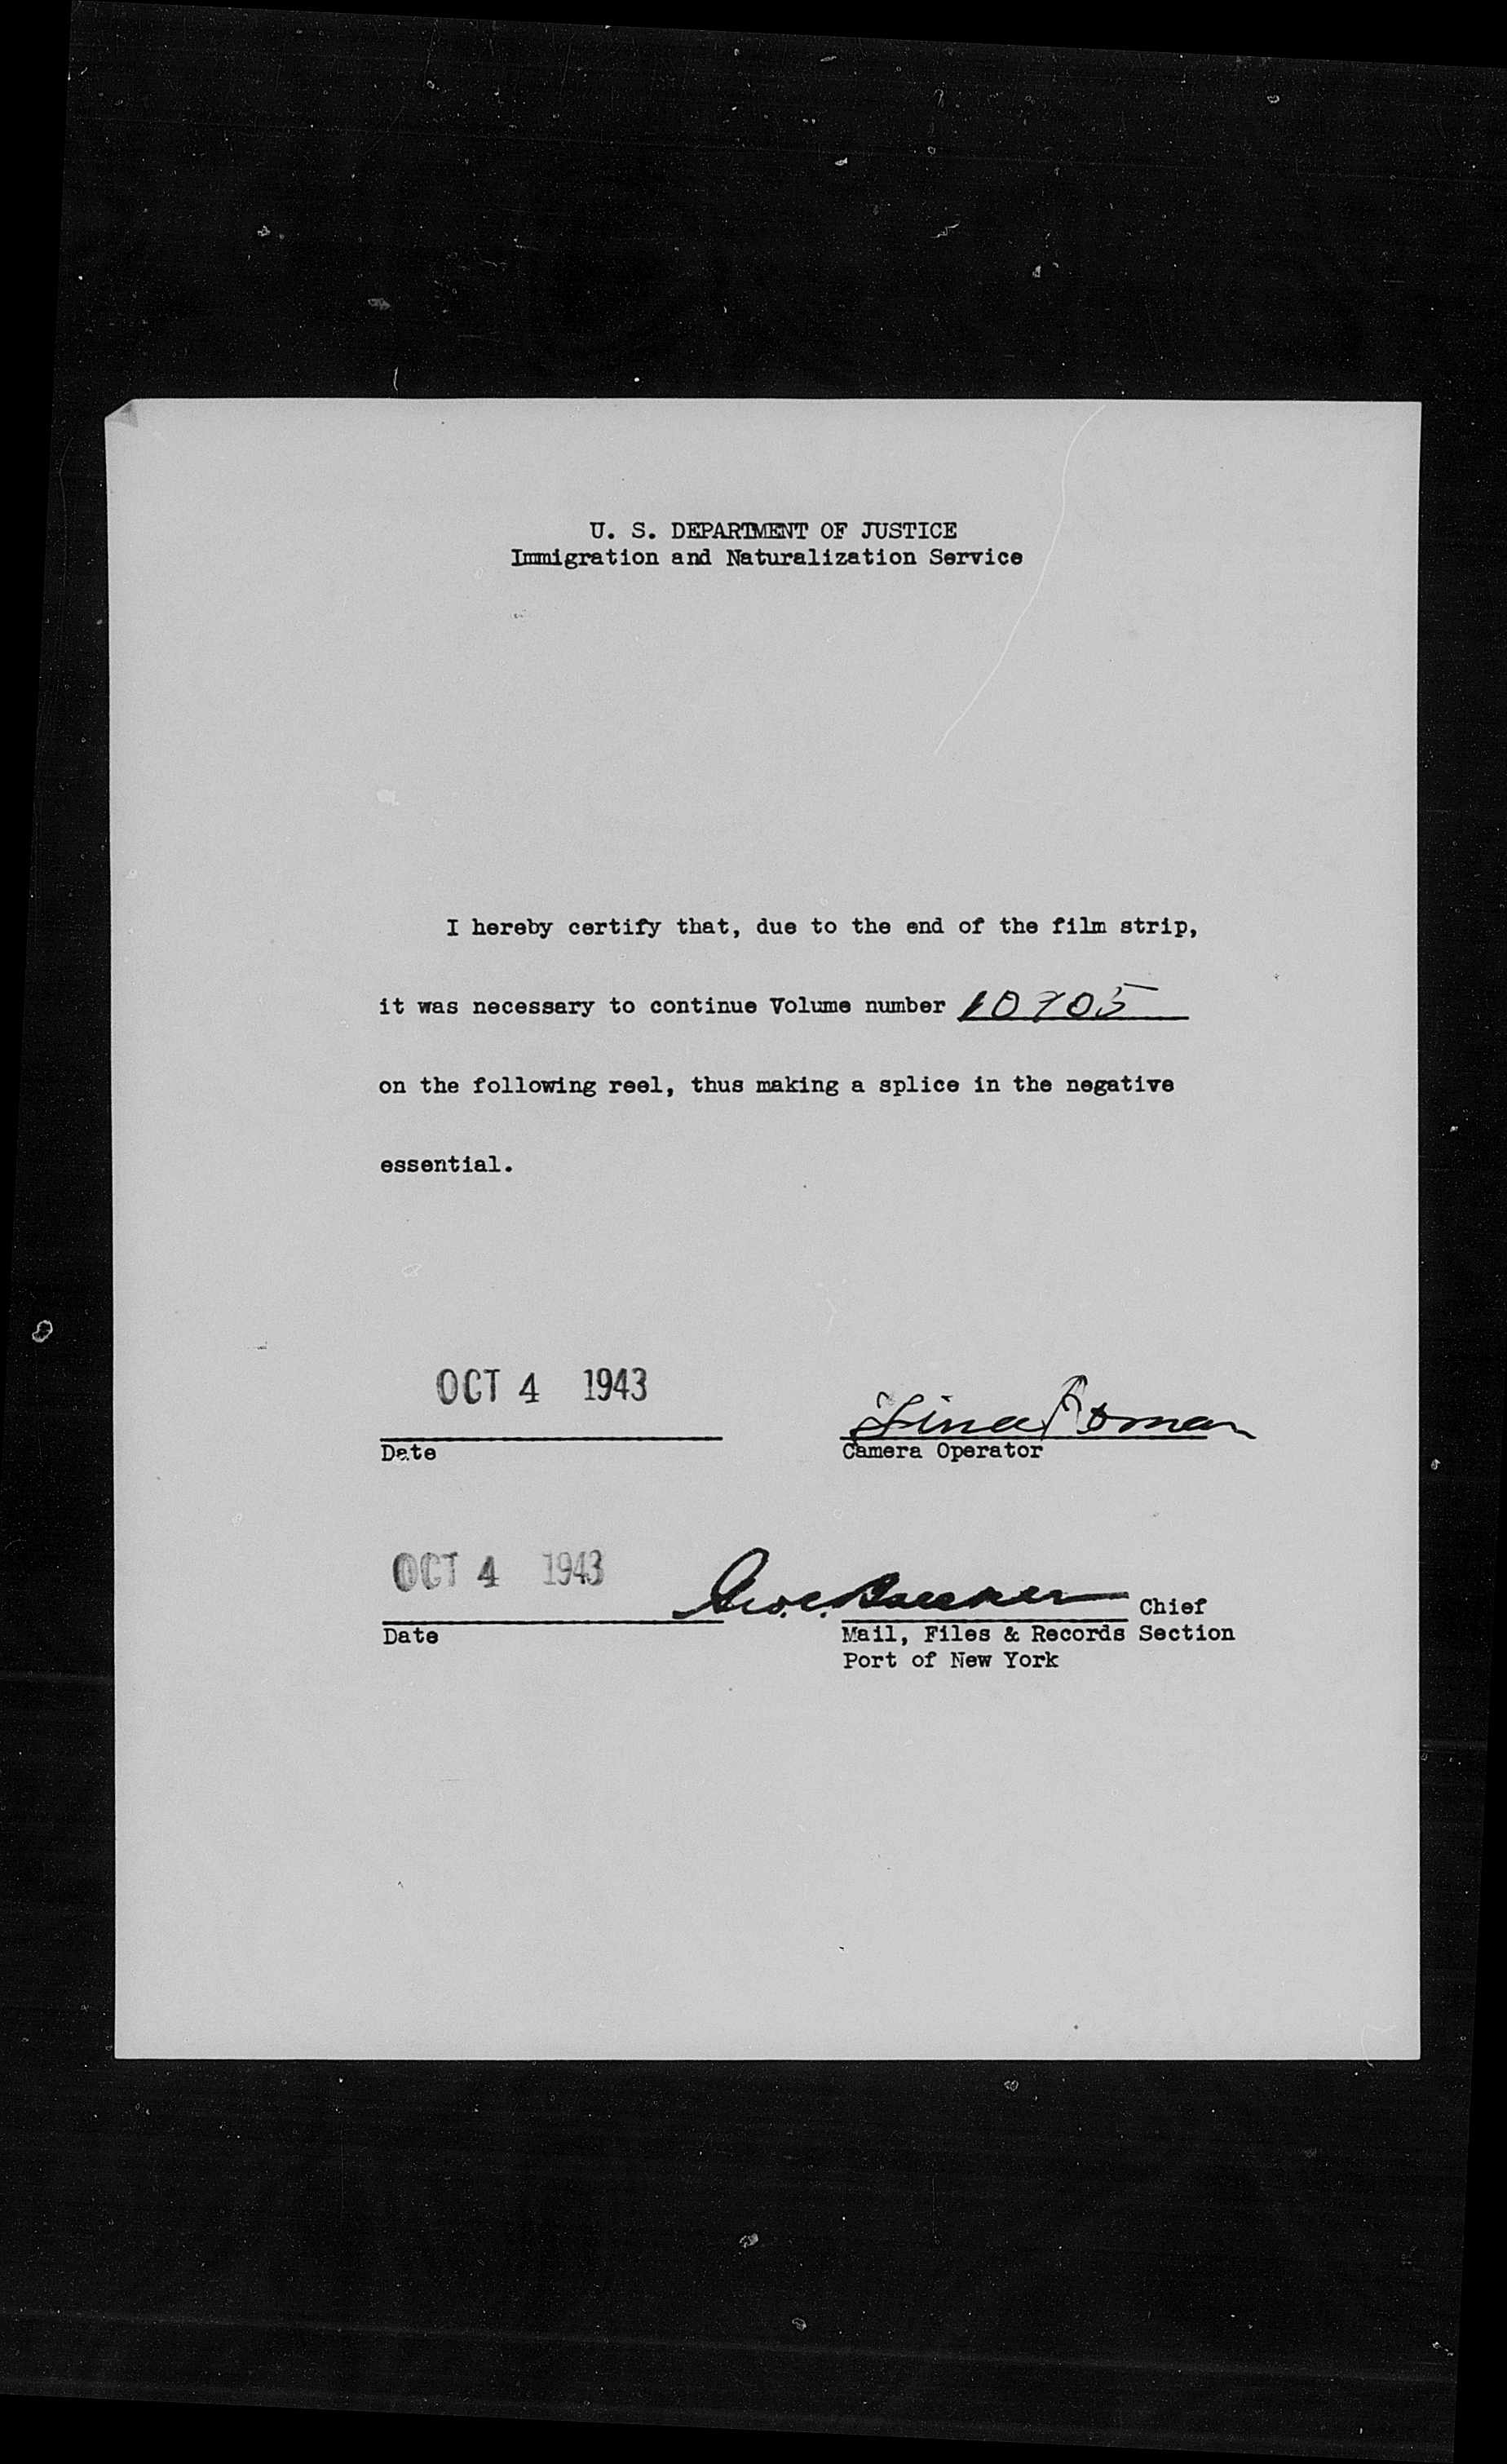 U. S. DEPARTMENT OF JUSTICE
Immigration and Naturalization Service
I hereby certify that, due to the end of the film strip,
it was necessary to continue Volume number
on the following reel, thus making a splice in the negative
essential.
OCT 4 1943
Date
Camera Operator
OCT 4 1943
Chief
Date
Mail, Files & Records Section
Port of New York